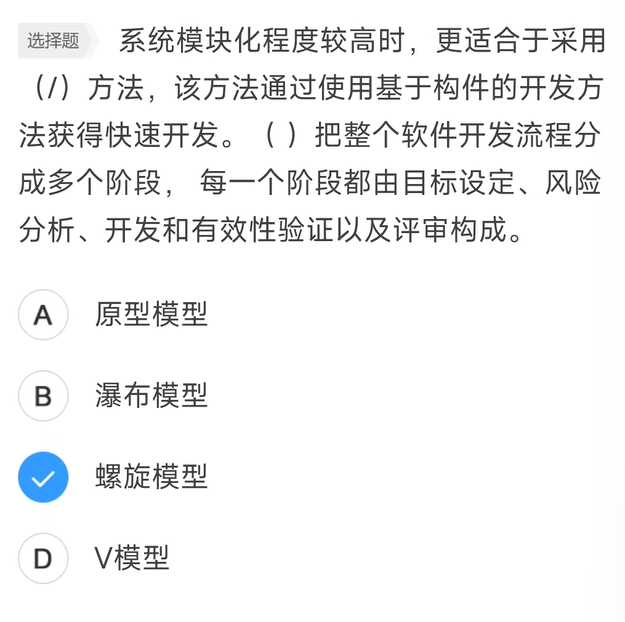 选择题 系统模块化程度较高时，更适合于采用
（/）方法，该方法通过使用基于构件的开发方
法获得快速开发。（ ）把整个软件开发流程分
成多个阶段， 每一个阶段都由目标设定、风险
分析、开发和有效性验证以及评审构成。
A 原型模型
B 瀑布模型
螺旋模型
D V模型